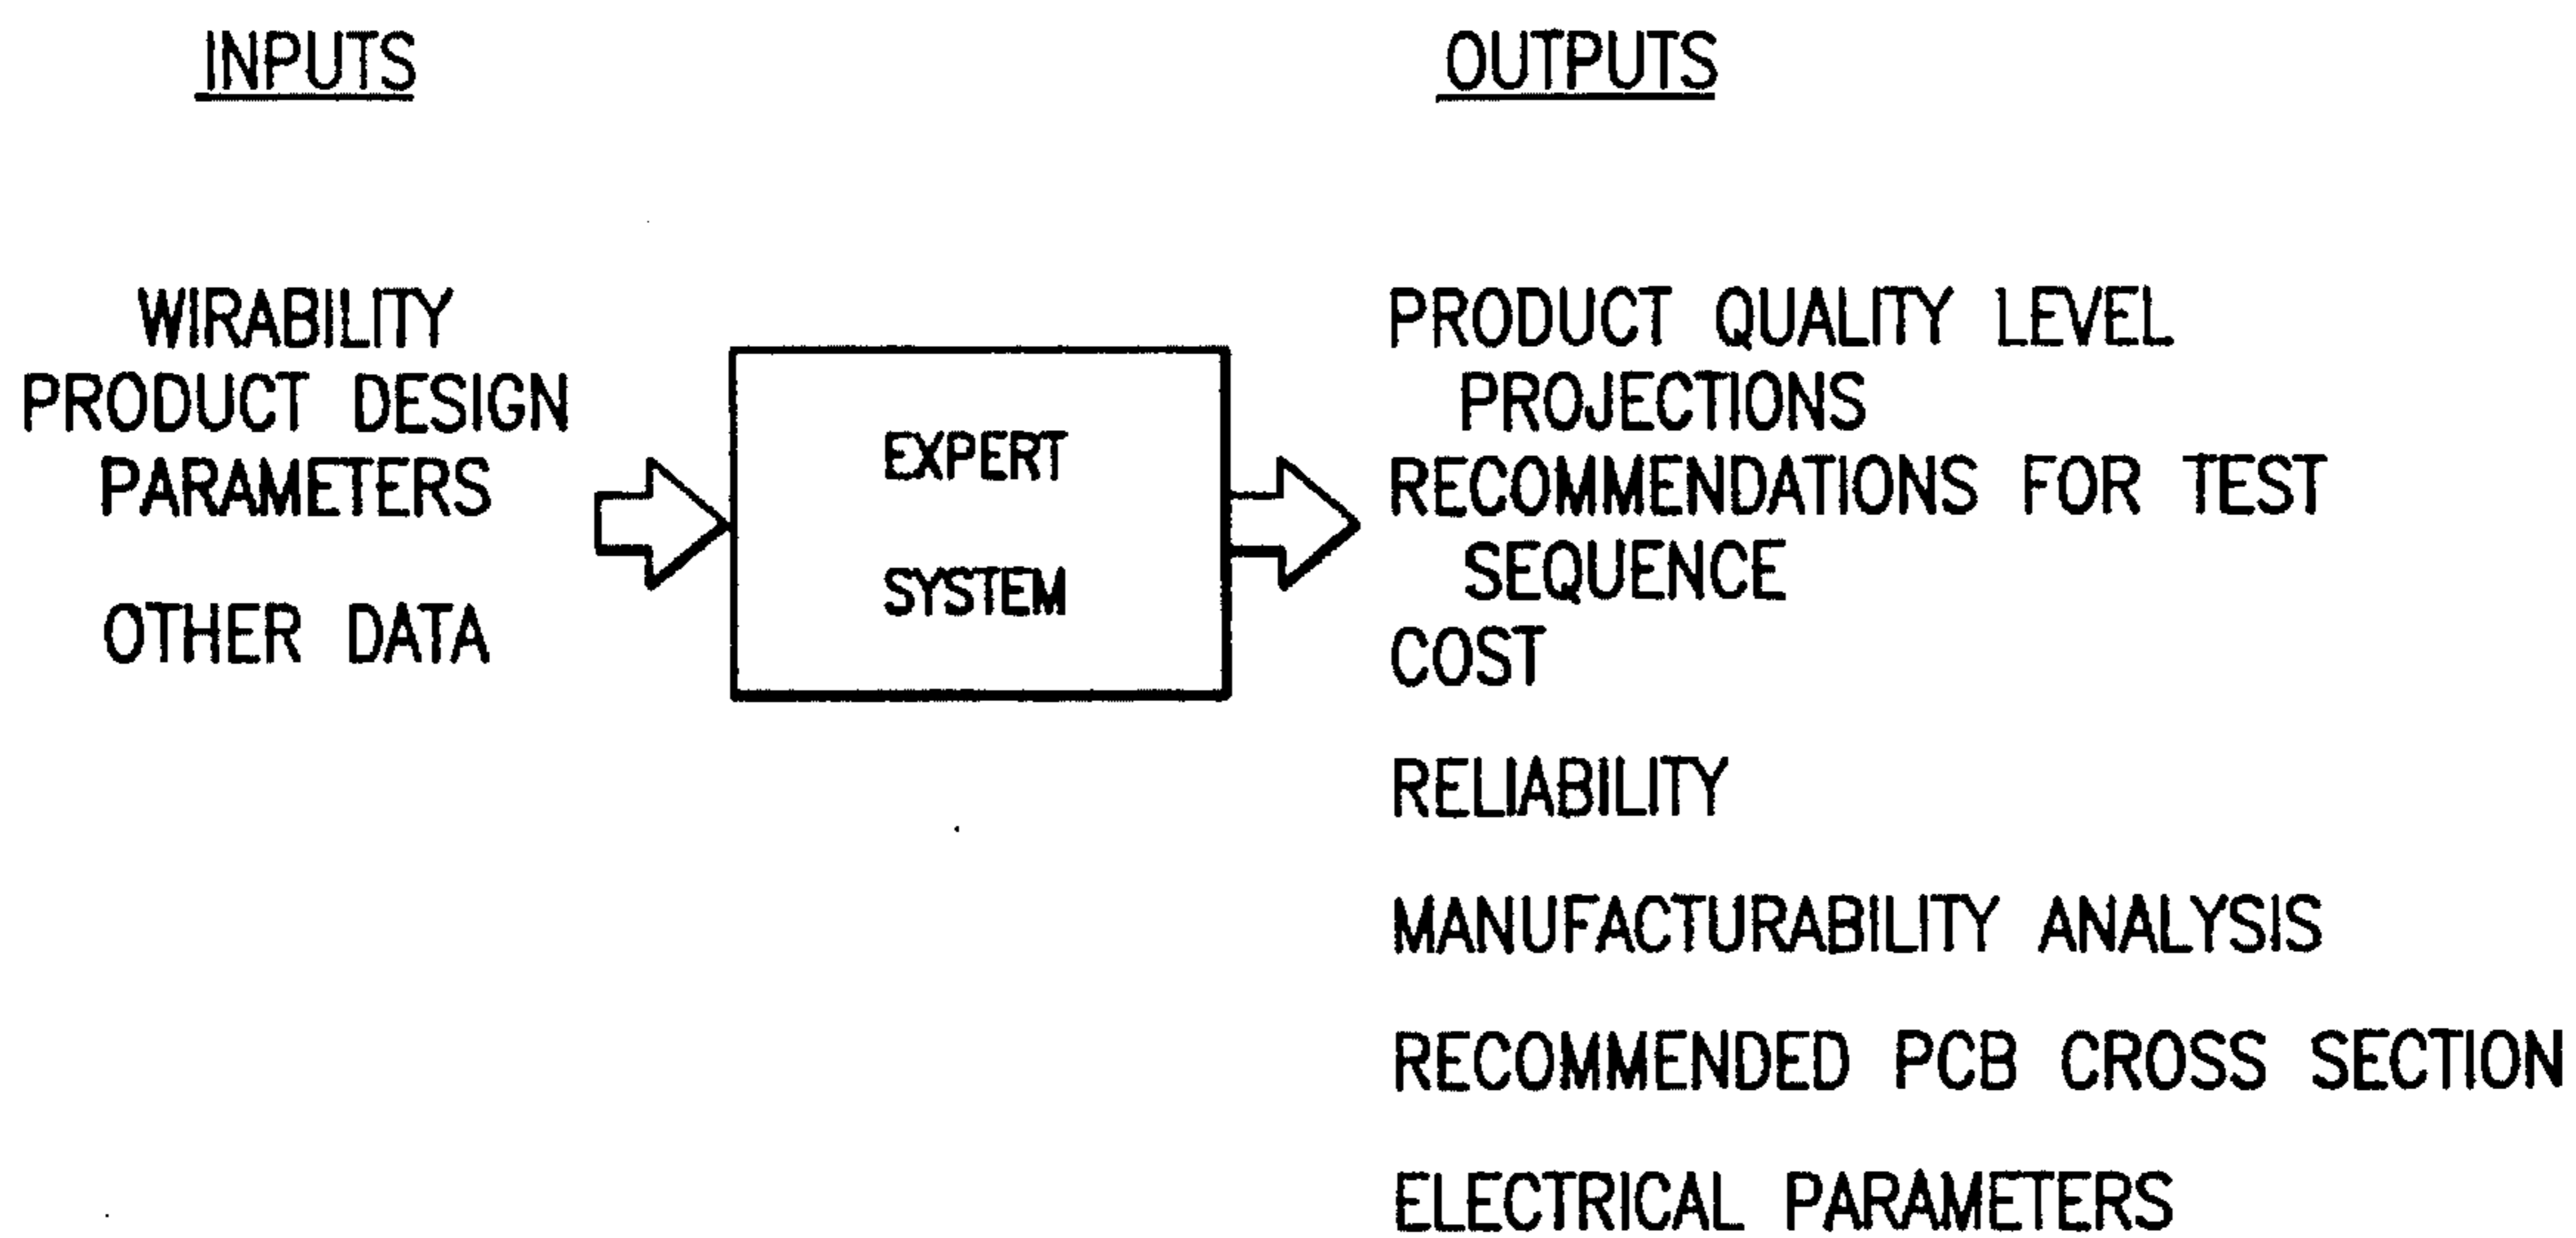 INPUTS
OUTPUTS
WIRABILITY
PRODUCT DESIGN
PARAMETERS
OTHER DATA
EXPERT
SYSTEM
PRODUCT QUALITY LEVEL
PROJECTIONS
RECOMMENDATIONS FOR TEST
SEQUENCE
COST
RELIABILITY
MANUFACTURABILITY ANALYSIS
RECOMMENDED PCB CROSS SECTION
ELECTRICAL PARAMETERS